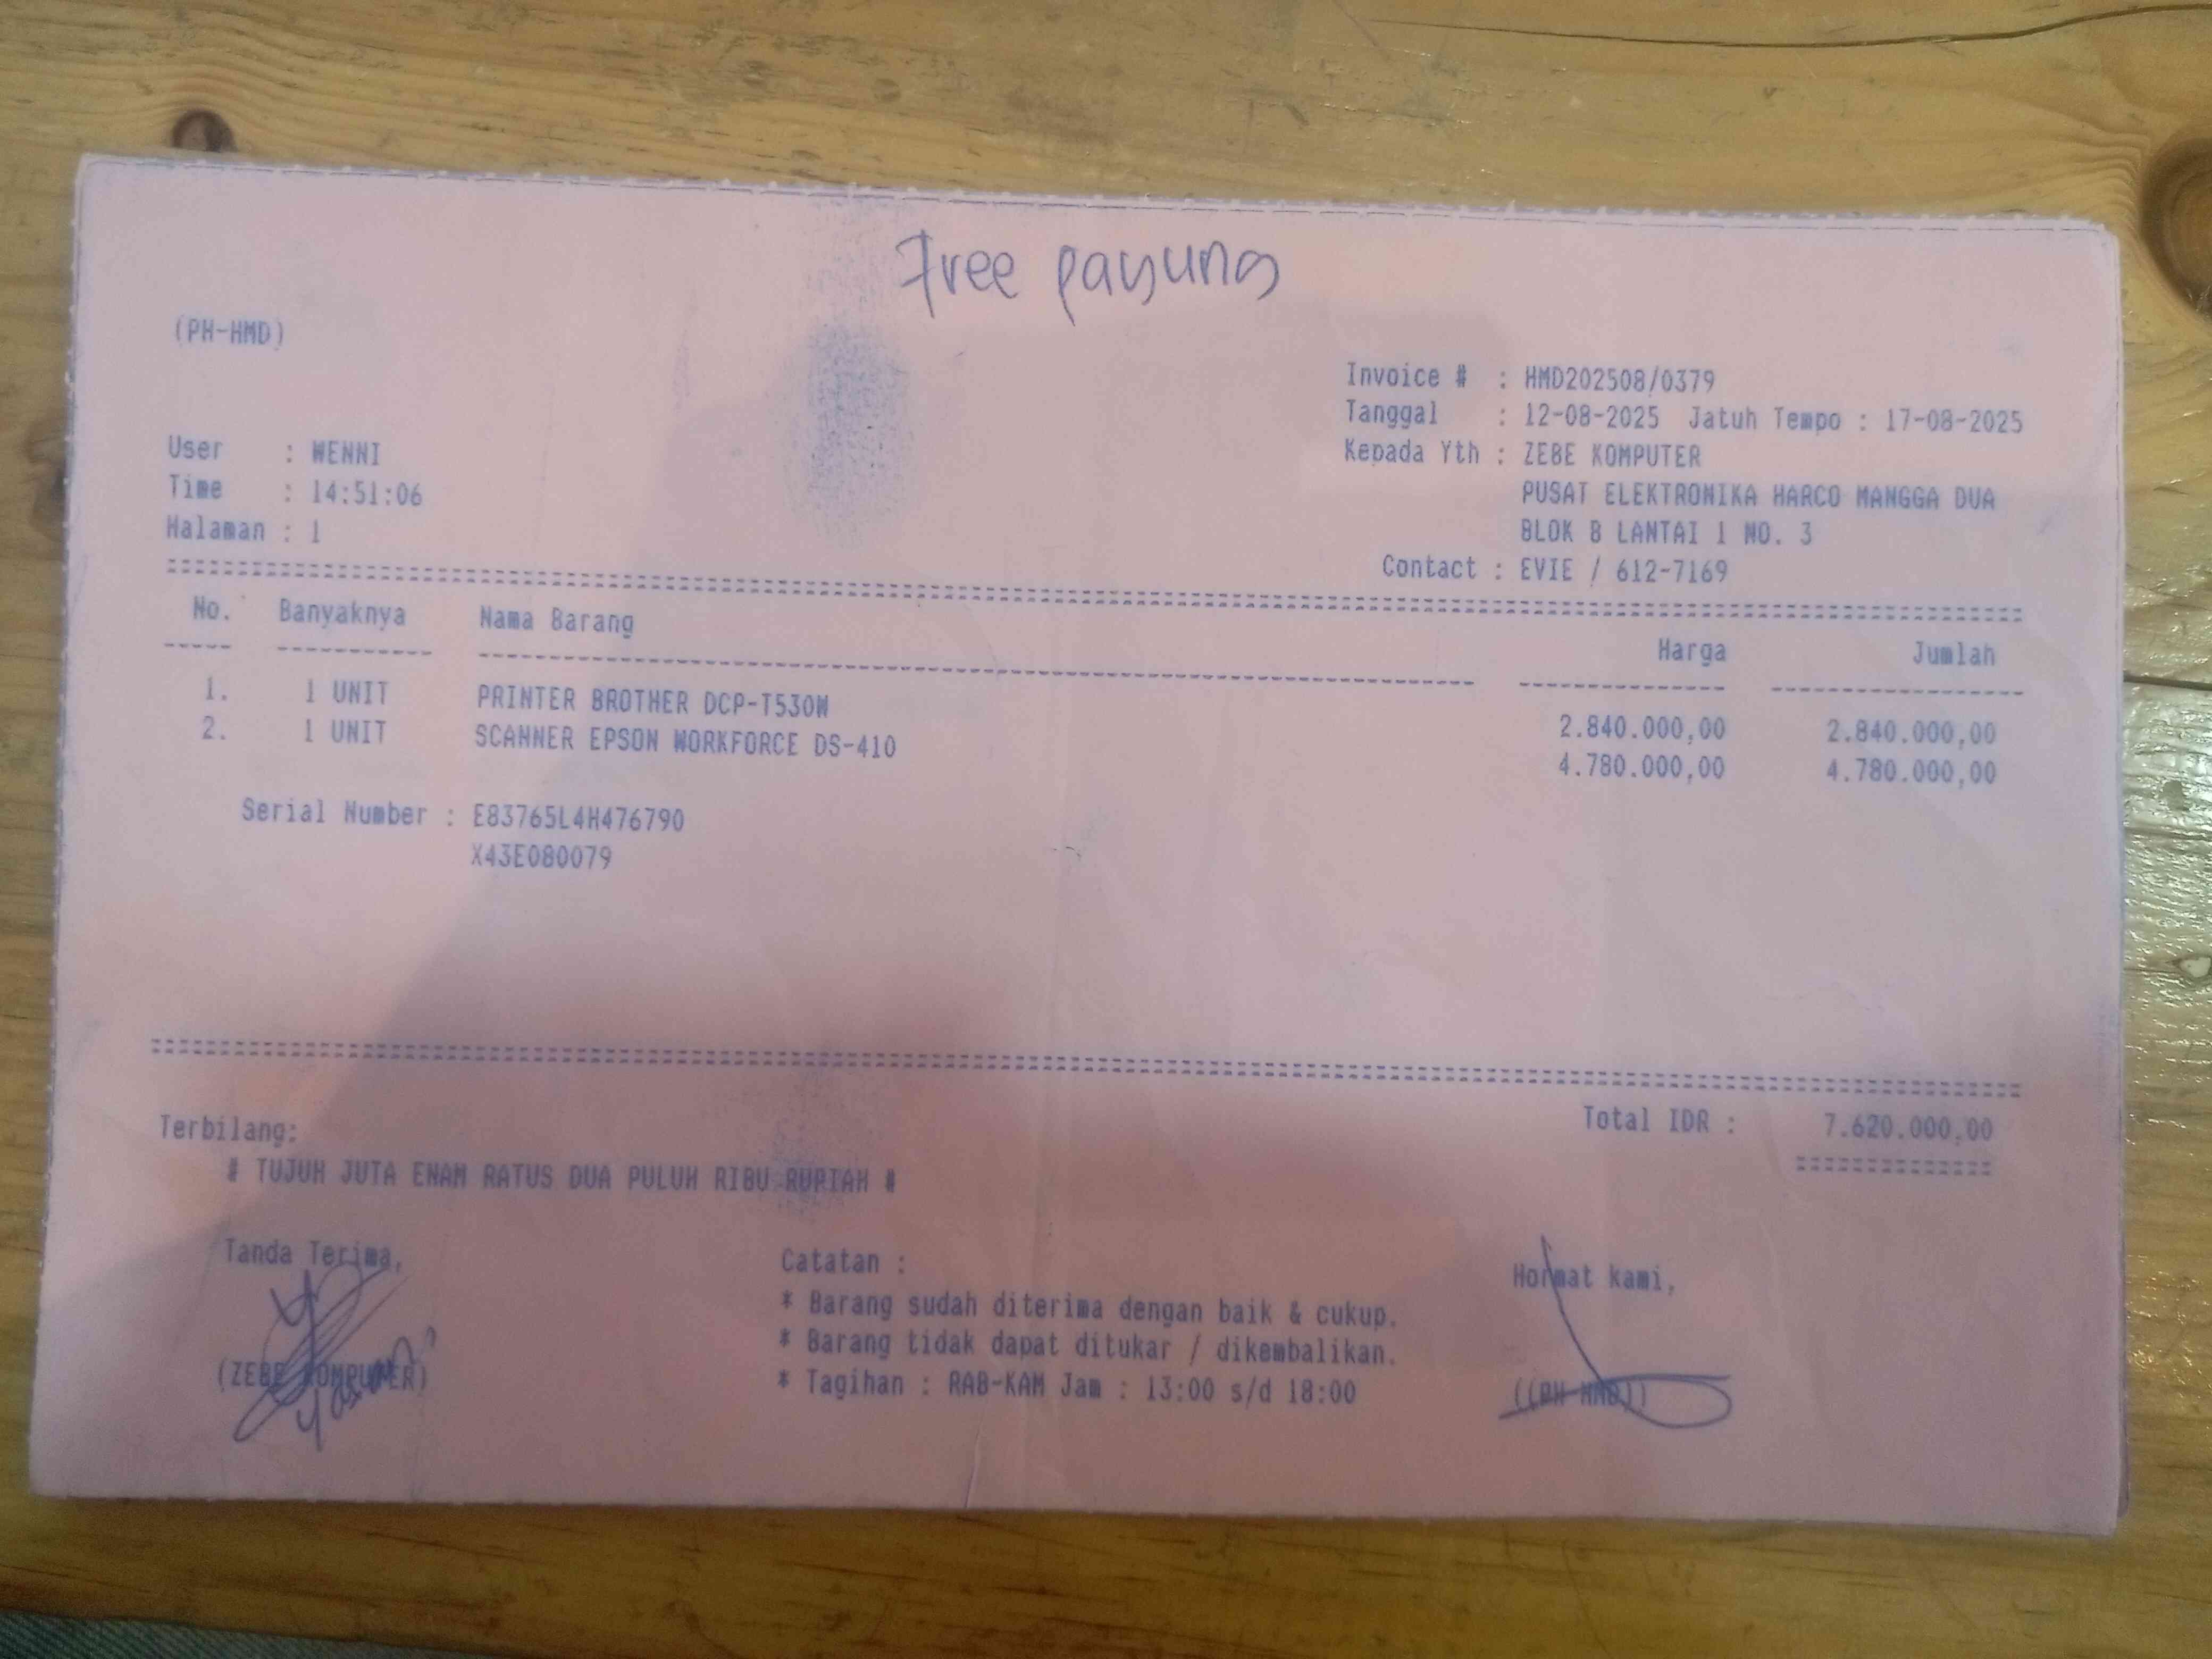 Free payung
(PH-HMD)
Invoice # : HMD202508/0379
Tanggal : 12-08-2025 Jatuh Tempo : 17-08-2025
Kepada Yth : ZEBE KOMPUTER
PUSAT ELEKTRONIKA HARCO MANGGA DUA
BLOK B LANTAI 1 NO. 3
Contact : EVIE / 612-7169
User : WENNI
Time : 14:51:06
Halaman : 1
No. Banyaknya Nama Barang Harga Jumlah
1. 1 UNIT PRINTER BROTHER DCP-T530W 2.840.000,00 2.840.000,00
2. 1 UNIT SCANNER EPSON WORKFORCE DS-410 4.780.000,00 4.780.000,00
Serial Number : E83765L4H476790
X43E080079
Total IDR : 7.620.000,00
Terbilang:
# TUJUH JUTA ENAM RATUS DUA PULUH RIBU RUPIAH #
Tanda Terima,
(ZEBE KOMPUTER)
Catatan :
* Barang sudah diterima dengan baik & cukup.
* Barang tidak dapat ditukar / dikembalikan.
* Tagihan : RAB-KAM Jam : 13:00 s/d 18:00
Hormat kami,
((PH-HMD))